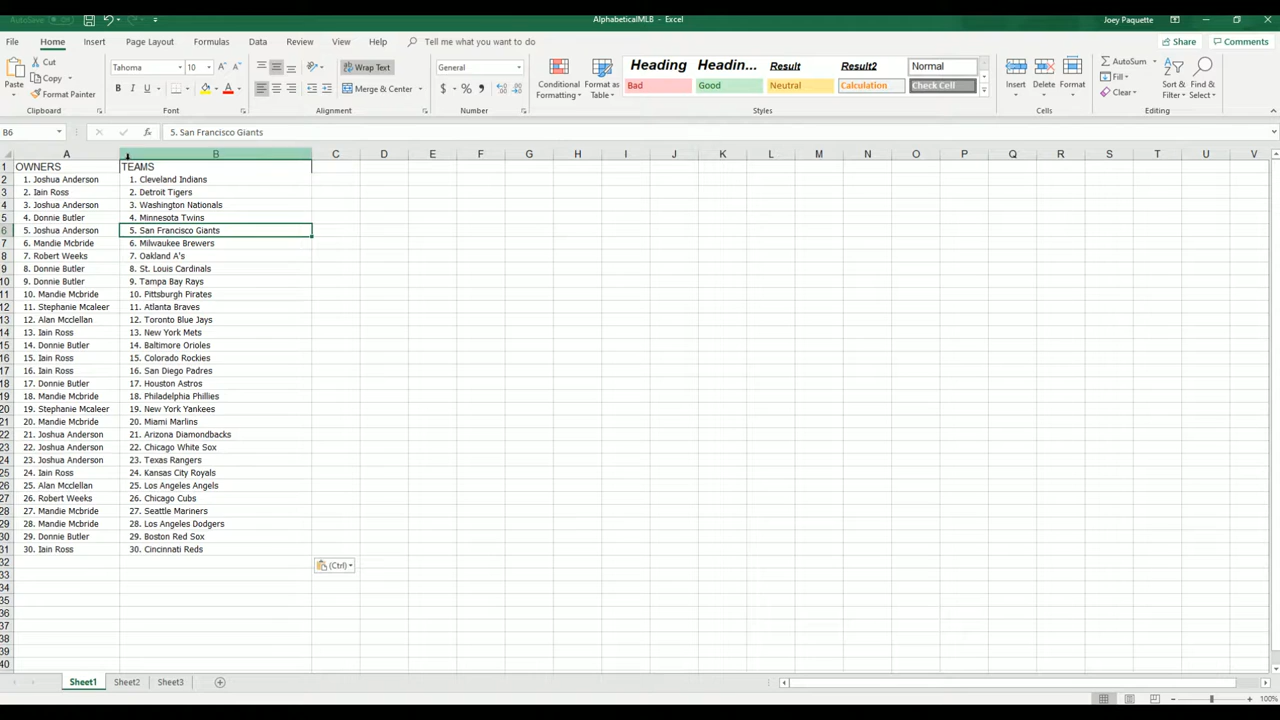 AutoSave Off AlphabeticalMLB - Excel Joey Paquette
File Home Insert Page Layout Formulas Data Review View Help Tell me what you want to do Share Comments
Paste Cut Copy Format Painter Clipboard
Tahoma 10 B I U Font
Wrap Text Merge & Center Alignment
General $ % Number
Conditional Formatting Format as Table
Heading Headin... Result Result2 Normal
Bad Good Neutral Calculation Check Cell Styles
Insert Delete Format Cells
AutoSum Fill Clear Sort & Filter Find & Select Editing
B6 fx 5. San Francisco Giants
A B C D E F G H I J K L M N O P Q R S T U V
1 OWNERS TEAMS
2 1. Joshua Anderson 1. Cleveland Indians
3 2. Iain Ross 2. Detroit Tigers
4 3. Joshua Anderson 3. Washington Nationals
5 4. Donnie Butler 4. Minnesota Twins
6 5. Joshua Anderson 5. San Francisco Giants
7 6. Mandie Mcbride 6. Milwaukee Brewers
8 7. Robert Weeks 7. Oakland A's
9 8. Donnie Butler 8. St. Louis Cardinals
10 9. Donnie Butler 9. Tampa Bay Rays
11 10. Mandie Mcbride 10. Pittsburgh Pirates
12 11. Stephanie Mcaleer 11. Atlanta Braves
13 12. Alan Mcclellan 12. Toronto Blue Jays
14 13. Iain Ross 13. New York Mets
15 14. Donnie Butler 14. Baltimore Orioles
16 15. Iain Ross 15. Colorado Rockies
17 16. Iain Ross 16. San Diego Padres
18 17. Donnie Butler 17. Houston Astros
19 18. Mandie Mcbride 18. Philadelphia Phillies
20 19. Stephanie Mcaleer 19. New York Yankees
21 20. Mandie Mcbride 20. Miami Marlins
22 21. Joshua Anderson 21. Arizona Diamondbacks
23 22. Joshua Anderson 22. Chicago White Sox
24 23. Joshua Anderson 23. Texas Rangers
25 24. Iain Ross 24. Kansas City Royals
26 25. Alan Mcclellan 25. Los Angeles Angels
27 26. Robert Weeks 26. Chicago Cubs
28 27. Mandie Mcbride 27. Seattle Mariners
29 28. Mandie Mcbride 28. Los Angeles Dodgers
30 29. Donnie Butler 29. Boston Red Sox
31 30. Iain Ross 30. Cincinnati Reds
32 (Ctrl)
33
34
35
36
37
38
39
40
Sheet1 Sheet2 Sheet3
100%